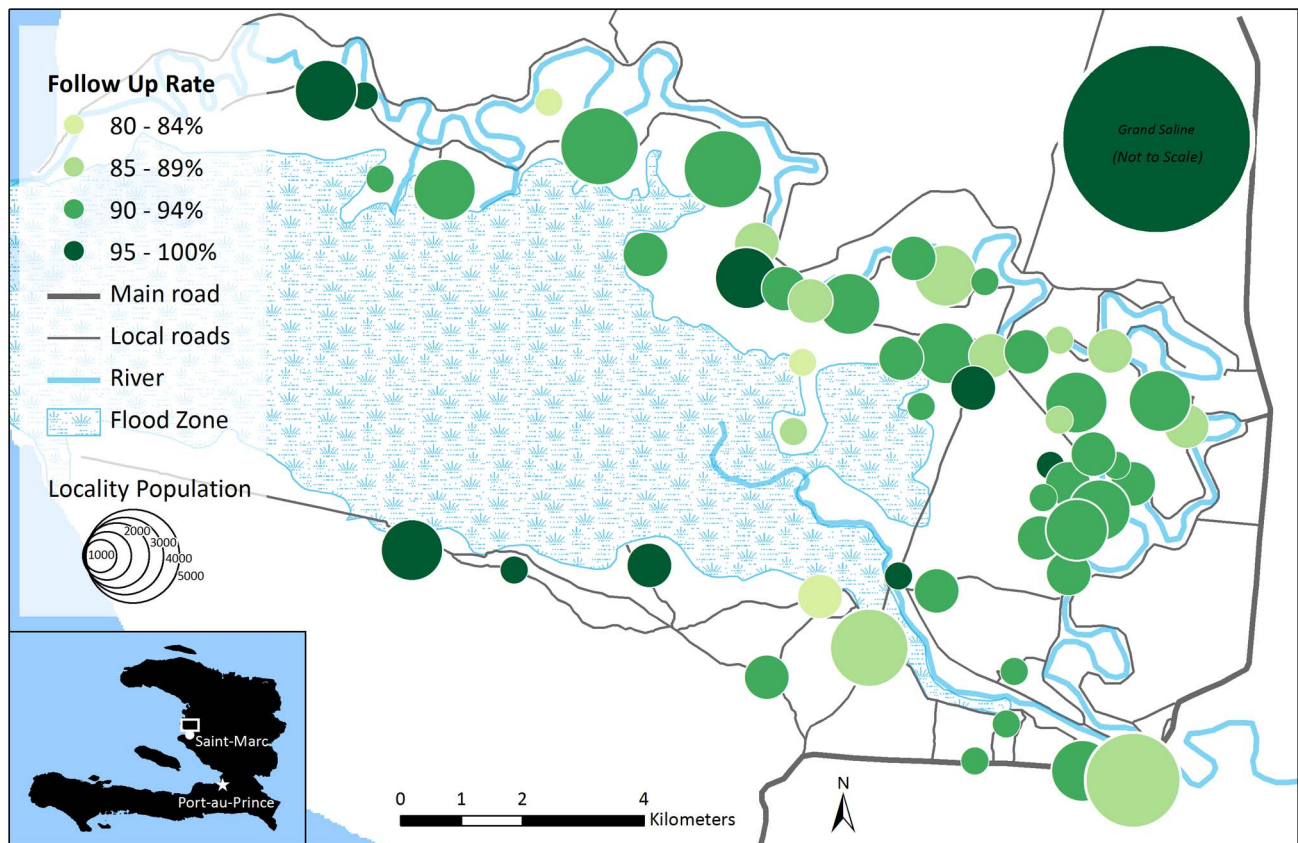 Follow Up Rate
80 - 84%
85 - 89%
90 - 94%
95 - 100%
Main road
Local roads
River
Flood Zone
Locality Population
1000
2000
3000
4000
5000
Grand Saline
(Not to Scale)
Saint-Marc
Port-au-Prince
0 1 2 4
Kilometers
N